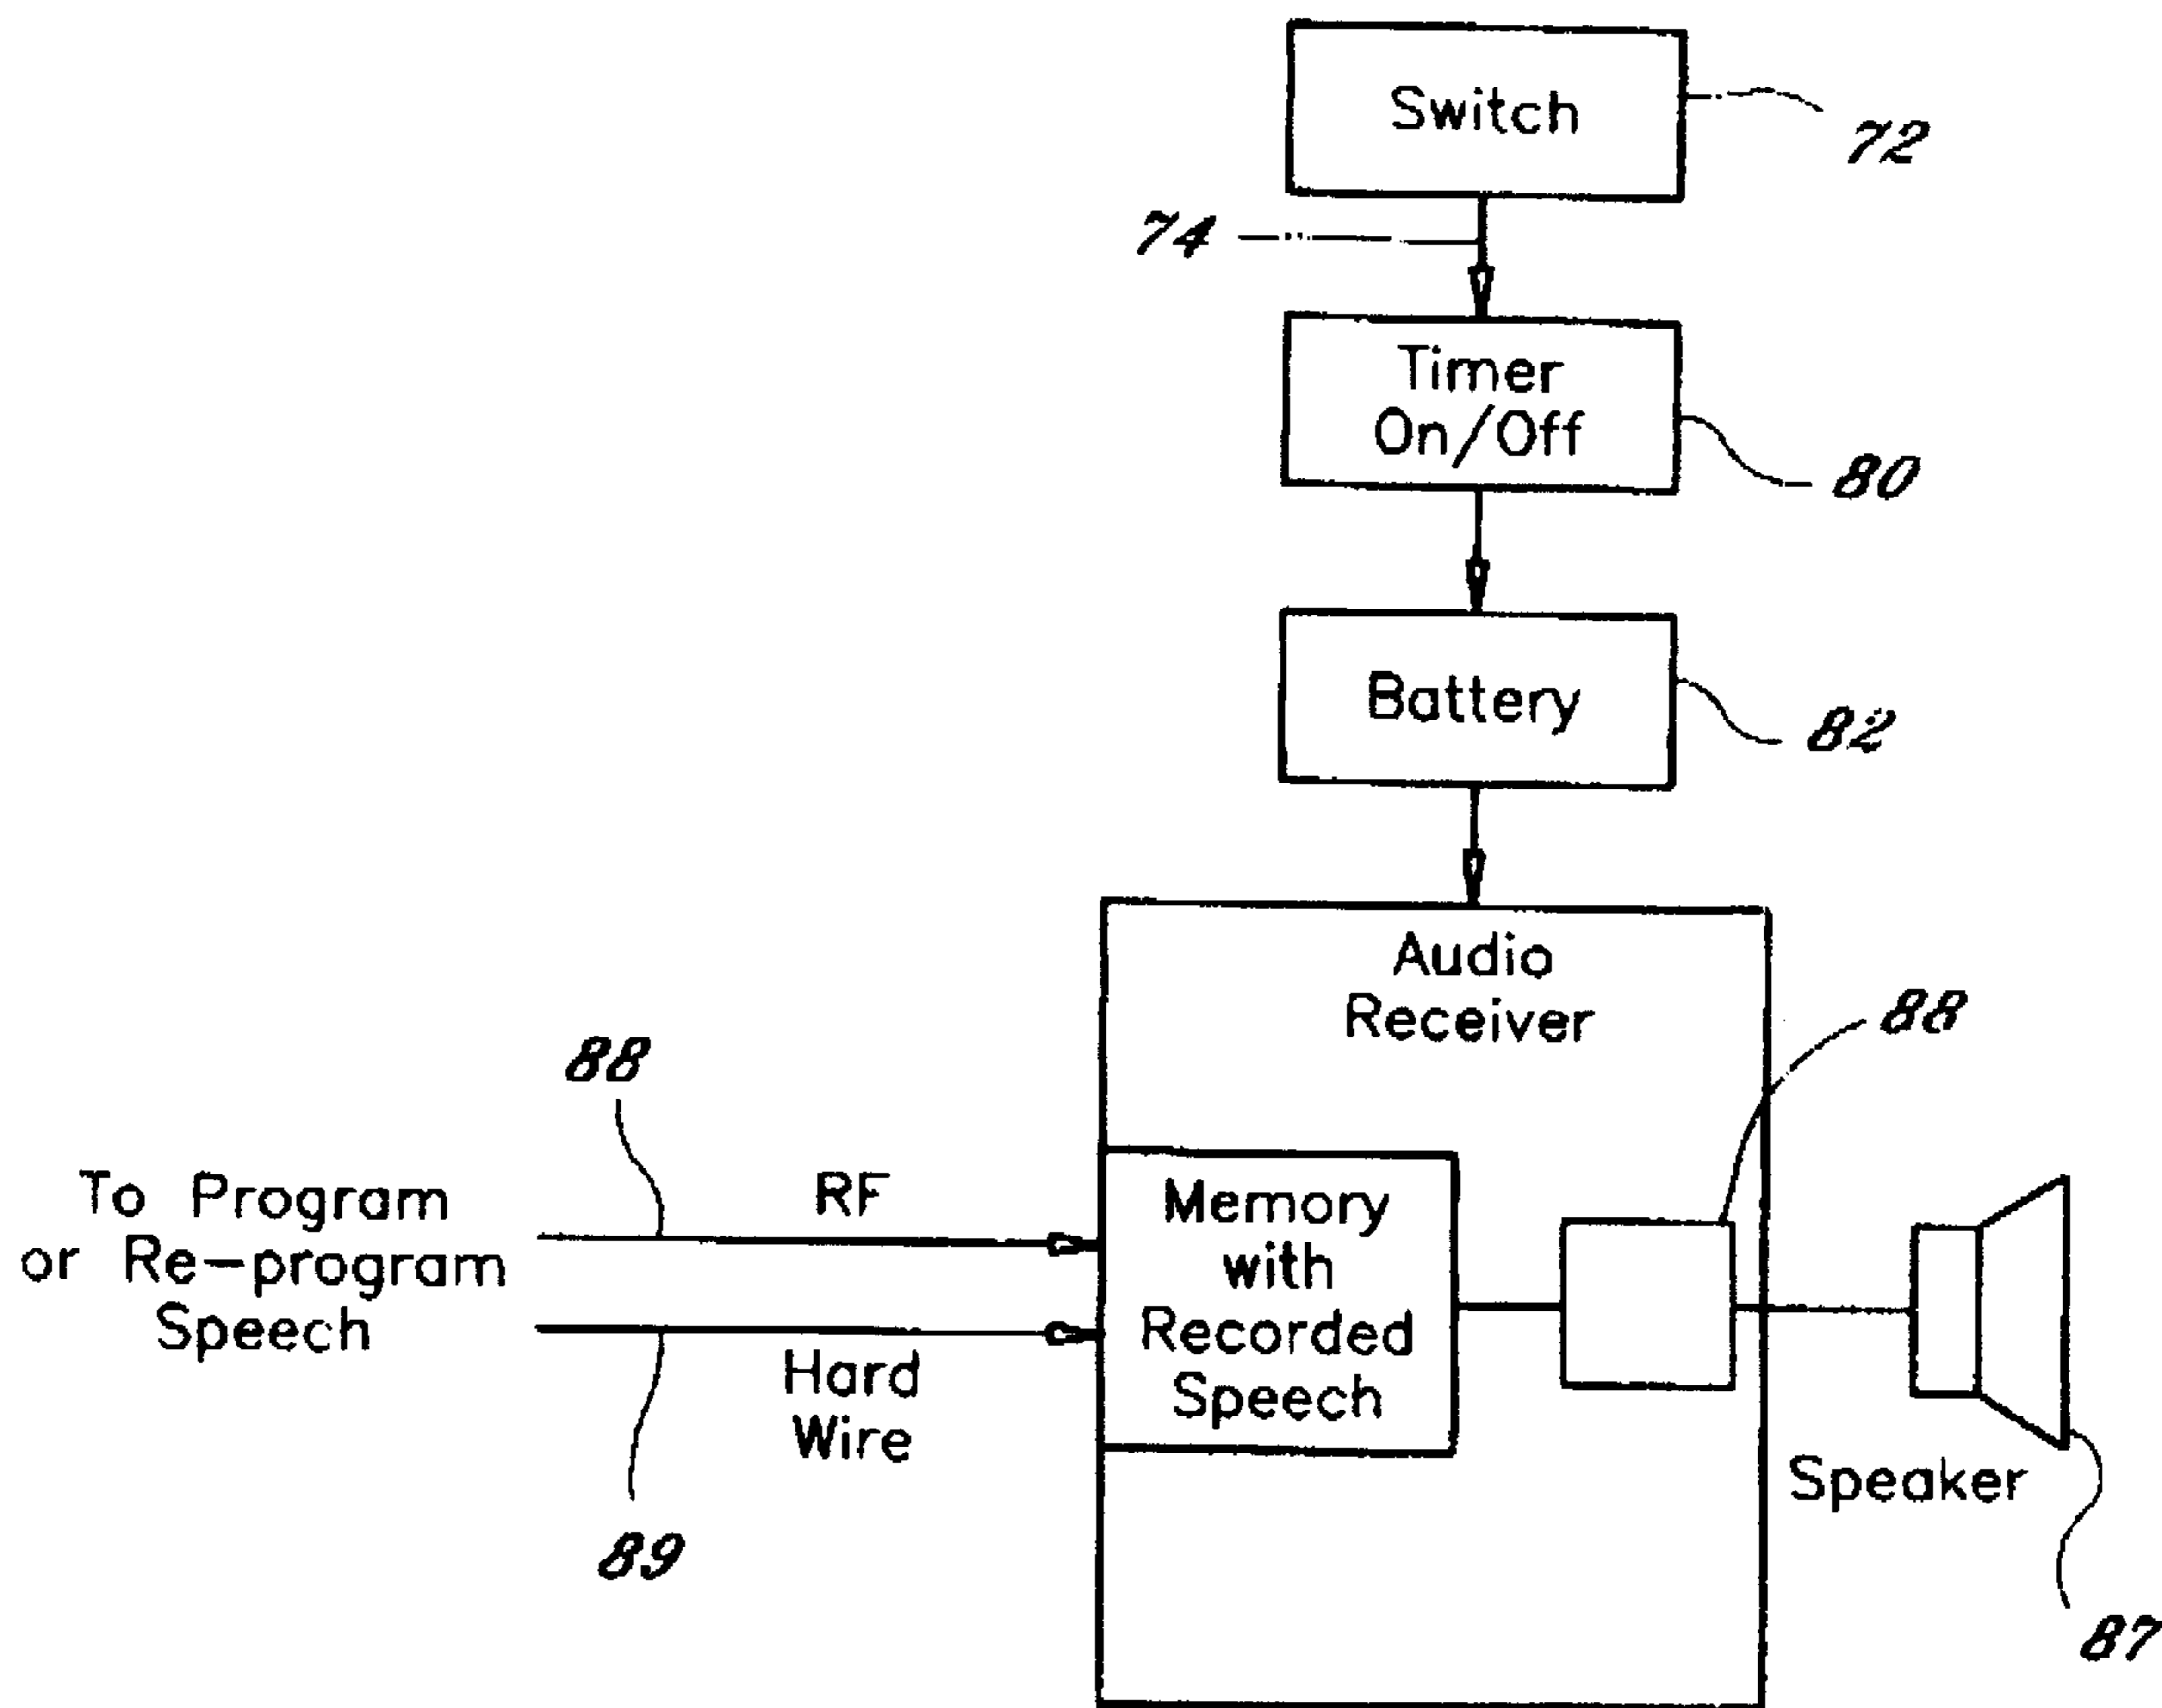 Switch
72
74
Timer
On/Off
80
Battery
82
Audio
Receiver
88
88
To Program
or Re-program
Speech
RF
Hard
Wire
89
Memory
with
Recorded
Speech
Speaker
87